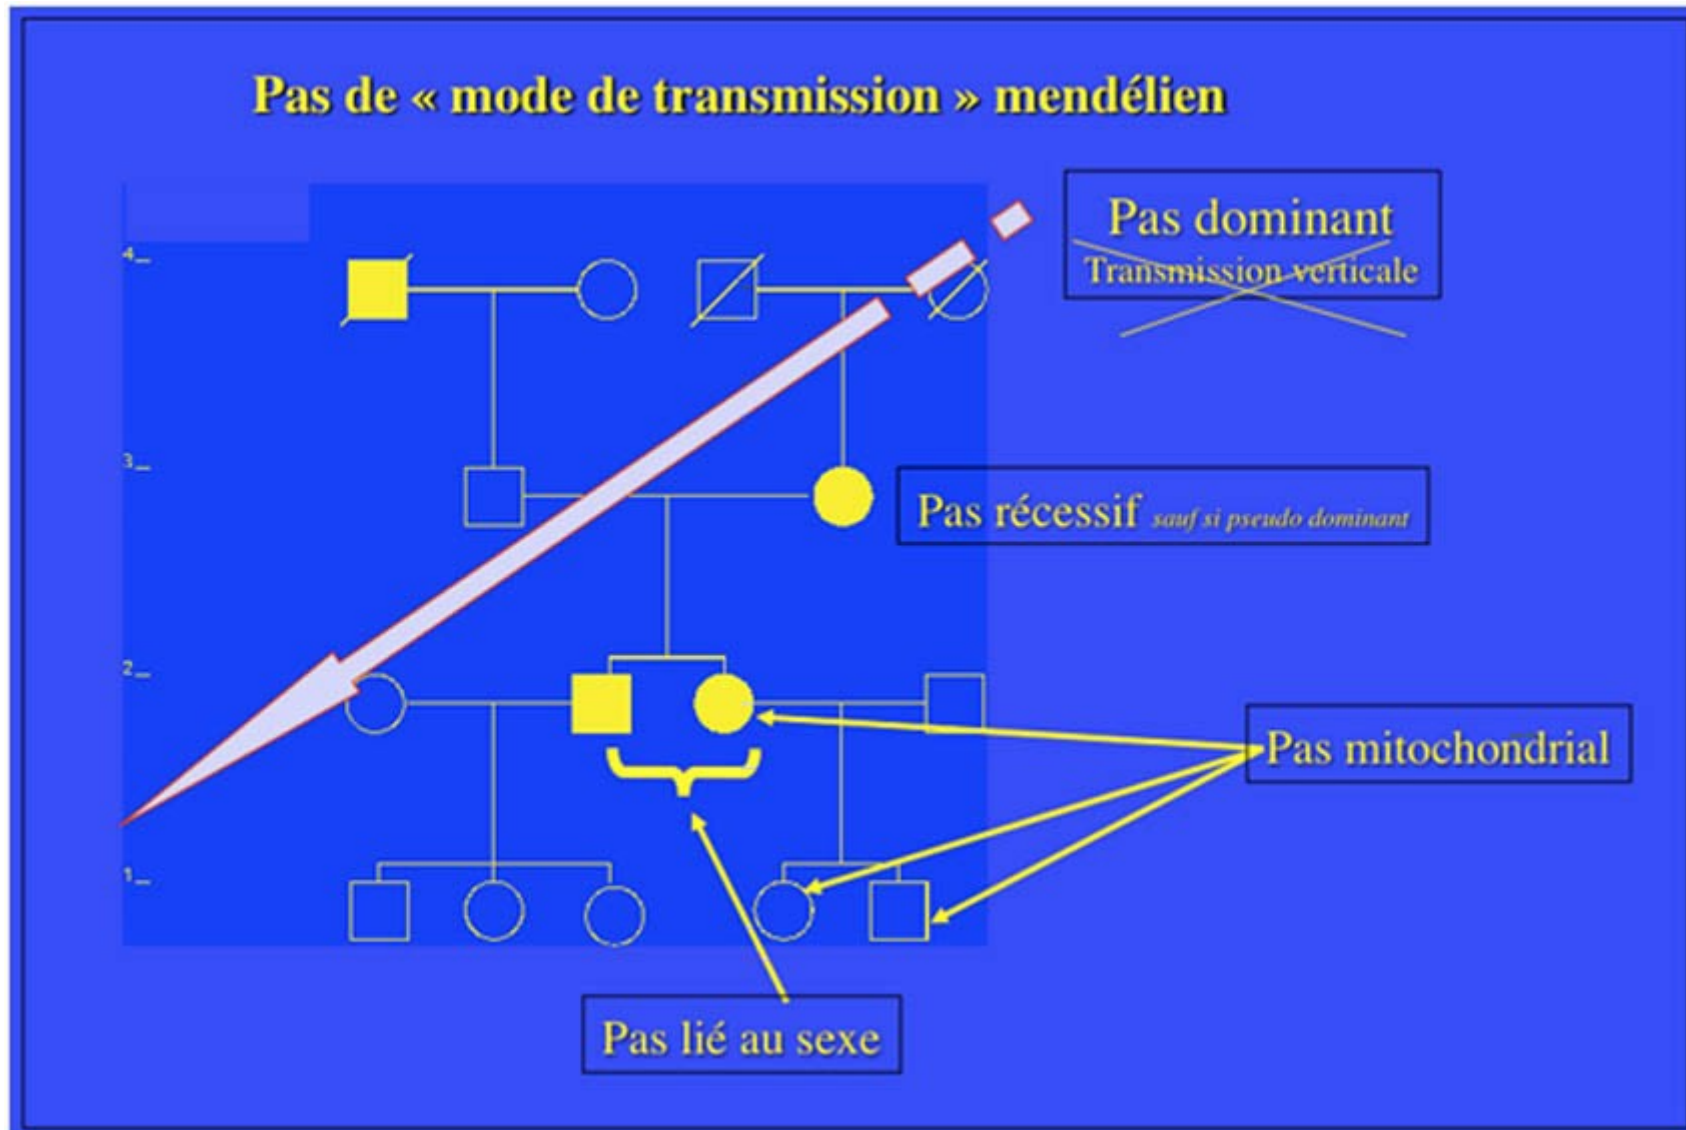 Pas de « mode de transmission » mendélien
Pas dominant
Transmission verticale
4
3
Pas récessif sauf si pseudo dominant
2
Pas mitochondrial
1
Pas lié au sexe